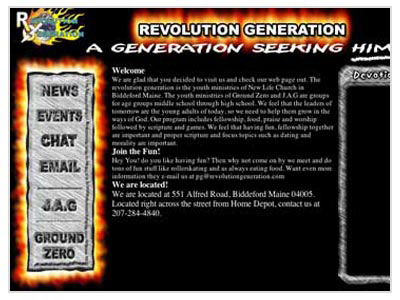 REVOLUTION GENERATION
A GENERATION SEEKING HIM
NEWS
EVENTS
CHAT
EMAIL
J.A.G
GROUND
ZERO
Welcome
We are glad that you decided to visit us and check our web page out. The
revolution generation is the youth ministries of New Life Church in
Biddeford Maine. The youth ministries of Ground Zero and J.A.G are groups
for age groups middle school through high school. We feel that the leaders of
tomorrow are the young adults of today, so we need to help them grow in the
ways of God. Our program includes fellowship, food, praise and worship
followed by scripture and games. We feel that having fun, fellowship together
are important and proper scripture and focus topics such as dating and
morality are important.
Join the Fun!
Hey You! do you like having fun? Then why not come on by we meet and do
tons of fun stuff like rollerskating and as always eating food. Want even more
information they e-mail us at pg@revolutiongeneration.com
We are located!
We are located at 551 Alfred Road, Biddeford Maine 04005.
Located right across the street from Home Depot, contact us at
207-284-4840.
Devotio